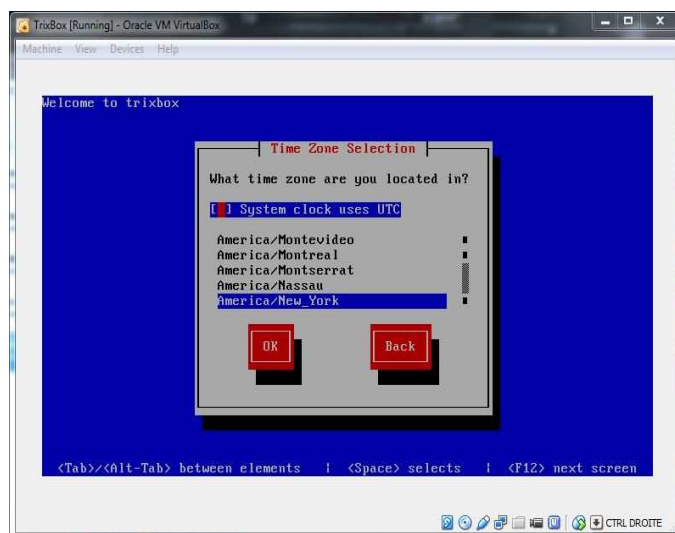 TrixBox [Running] - Oracle VM VirtualBox
Machine View Devices Help
Welcome to trixbox
Time Zone Selection
What time zone are you located in?
[ ] System clock uses UTC
America/Montevideo
America/Montreal
America/Montserrat
America/Nassau
America/New_York
OK Back
<Tab>/<Alt-Tab> between elements | <Space> selects | <F12> next screen
CTRL DROITE